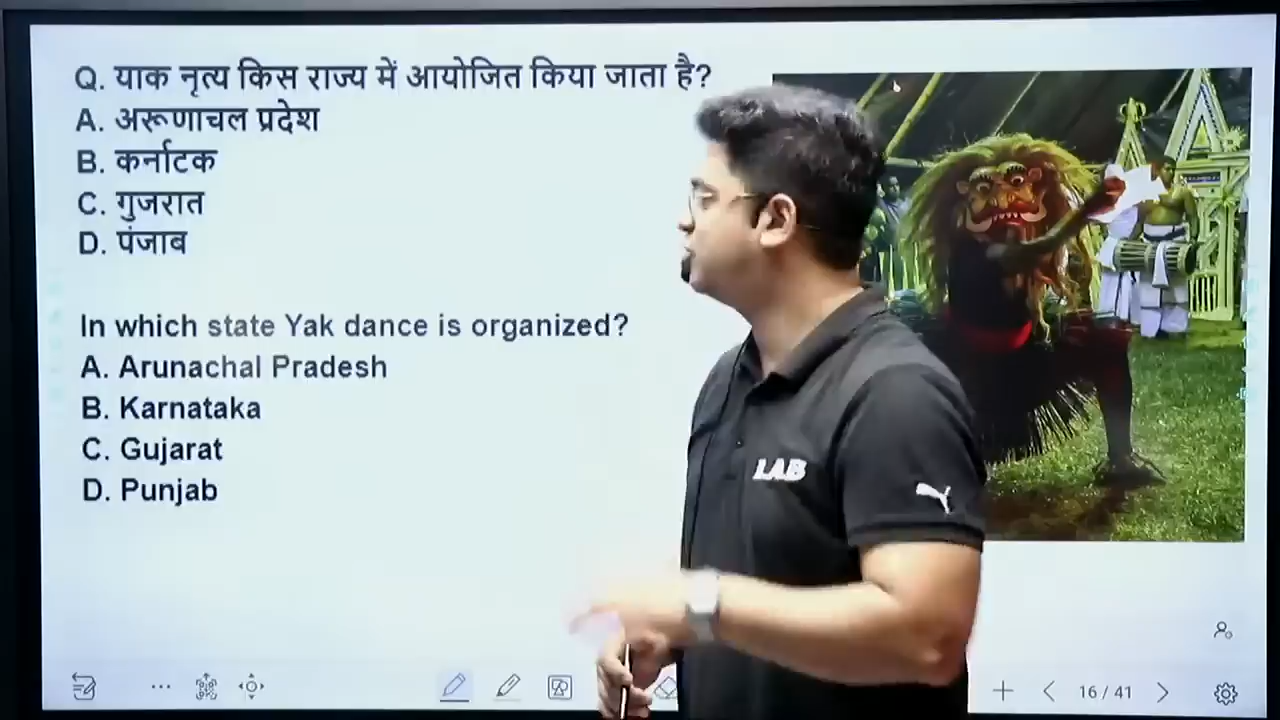 Q. याक नृत्य किस राज्य में आयोजित किया जाता है?
A. अरूणाचल प्रदेश
B. कर्नाटक
C. गुजरात
D. पंजाब
In which state Yak dance is organized?
A. Arunachal Pradesh
B. Karnataka
C. Gujarat
D. Punjab
LAB
16 / 41